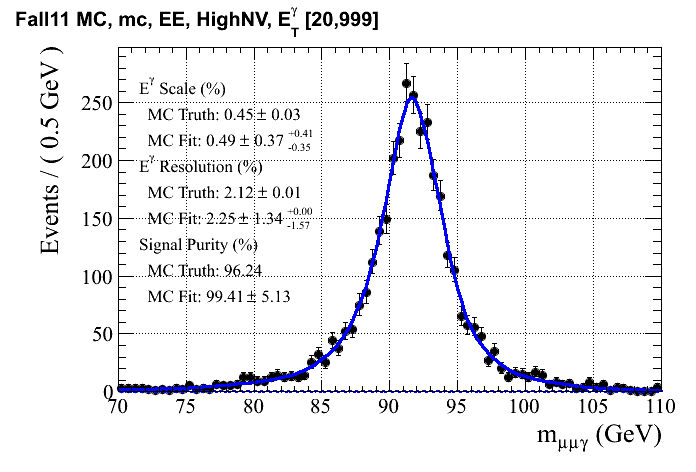 Fall11 MC, mc, EE, HighNV, E_T^γ [20,999]
Events / ( 0.5 GeV )
250
200
150
100
50
0
E^γ Scale (%)
MC Truth: 0.45 ± 0.03
MC Fit: 0.49 ± 0.37 +0.41 -0.35
E^γ Resolution (%)
MC Truth: 2.12 ± 0.01
MC Fit: 2.25 ± 1.34 +0.00 -1.57
Signal Purity (%)
MC Truth: 96.24
MC Fit: 99.41 ± 5.13
70 75 80 85 90 95 100 105 110
m_μμγ (GeV)